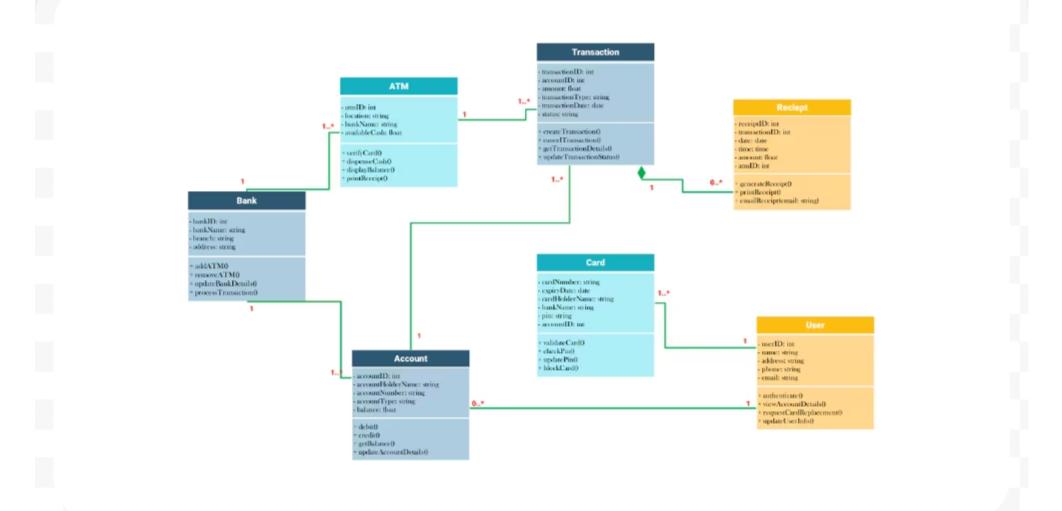 Transaction
- transactionID: int
- accountID: int
- amount: float
- transactionType: string
- transactionDate: date
- status: string
+ createTransaction()
+ cancelTransaction()
+ getTransactionDetails()
+ updateTransactionStatus()
ATM
- atmID: int
- location: string
- bankName: string
- availableCash: float
+ verifyCard()
+ dispenseCash()
+ displayBalance()
+ printReceipt()
1
1..*
Reciept
- receiptID: int
- transactionID: int
- date: date
- time: time
- amount: float
- atmID: int
+ generateReceipt()
+ printReceipt()
+ emailReceipt(email: string)
1..*
1
1..*
1
0..*
Bank
- bankID: int
- bankName: string
- branch: string
- address: string
+ addATM()
+ removeATM()
+ updateBankDetails()
+ processTransaction()
1
Card
- cardNumber: string
- expiryDate: date
- cardHolderName: string
- bankName: string
- pin: string
- accountID: int
+ validateCard()
+ checkPin()
+ updatePin()
+ blockCard()
1..*
1
User
- userID: int
- name: string
- address: string
- phone: string
- email: string
+ authenticate()
+ viewAccountDetails()
+ requestCardReplacement()
+ updateUserInfo()
1
1
Account
- accountID: int
- accountHolderName: string
- accountNumber: string
- accountType: string
- balance: float
+ debit()
+ credit()
+ getBalance()
+ updateAccountDetails()
0..*
1